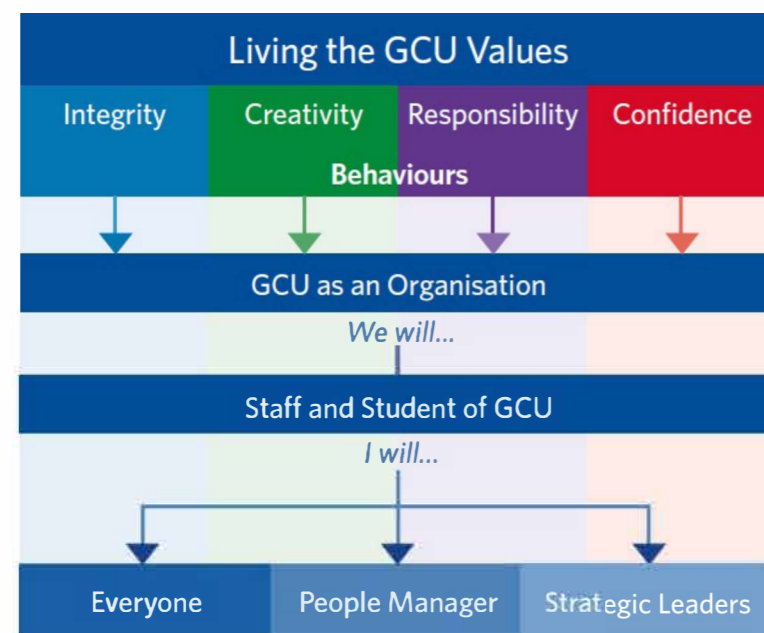 Living the GCU Values
Integrity Creativity Responsibility Confidence
Behaviours
GCU as an Organisation
We will...
Staff and Student of GCU
I will...
Everyone People Manager Strategic Leaders